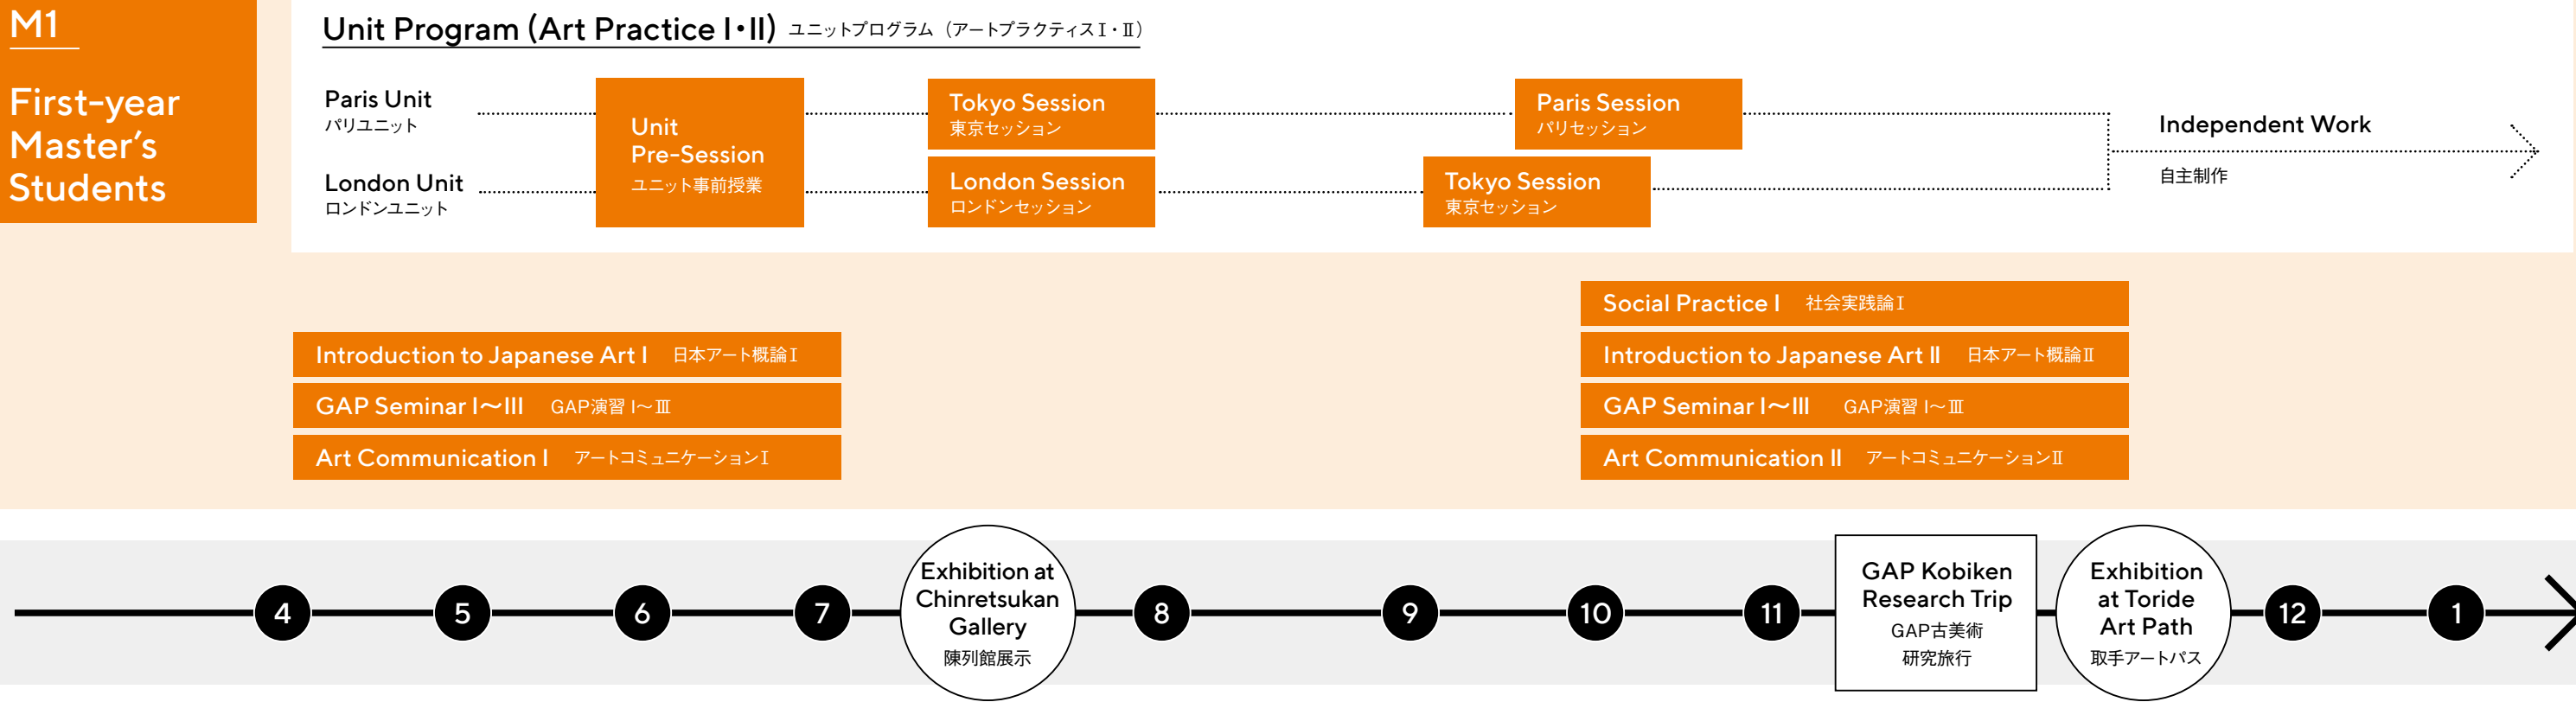 M1
First-year
Master's
Students
Unit Program (Art Practice I･II) ユニットプログラム（アートプラクティスⅠ・Ⅱ）
Paris Unit
パリユニット
London Unit
ロンドンユニット
Unit
Pre-Session
ユニット事前授業
Tokyo Session
東京セッション
London Session
ロンドンセッション
Paris Session
パリセッション
Tokyo Session
東京セッション
Independent Work
自主制作
Introduction to Japanese Art I 日本アート概論Ⅰ
GAP Seminar I～III GAP演習 I～Ⅲ
Art Communication I アートコミュニケーションⅠ
Social Practice I 社会実践論Ⅰ
Introduction to Japanese Art II 日本アート概論Ⅱ
GAP Seminar I～III GAP演習 I～Ⅲ
Art Communication II アートコミュニケーションⅡ
4
5
6
7
Exhibition at
Chinretsukan
Gallery
陳列館展示
8
9
10
11
GAP Kobiken
Research Trip
GAP古美術
研究旅行
Exhibition
at Toride
Art Path
取手アートパス
12
1